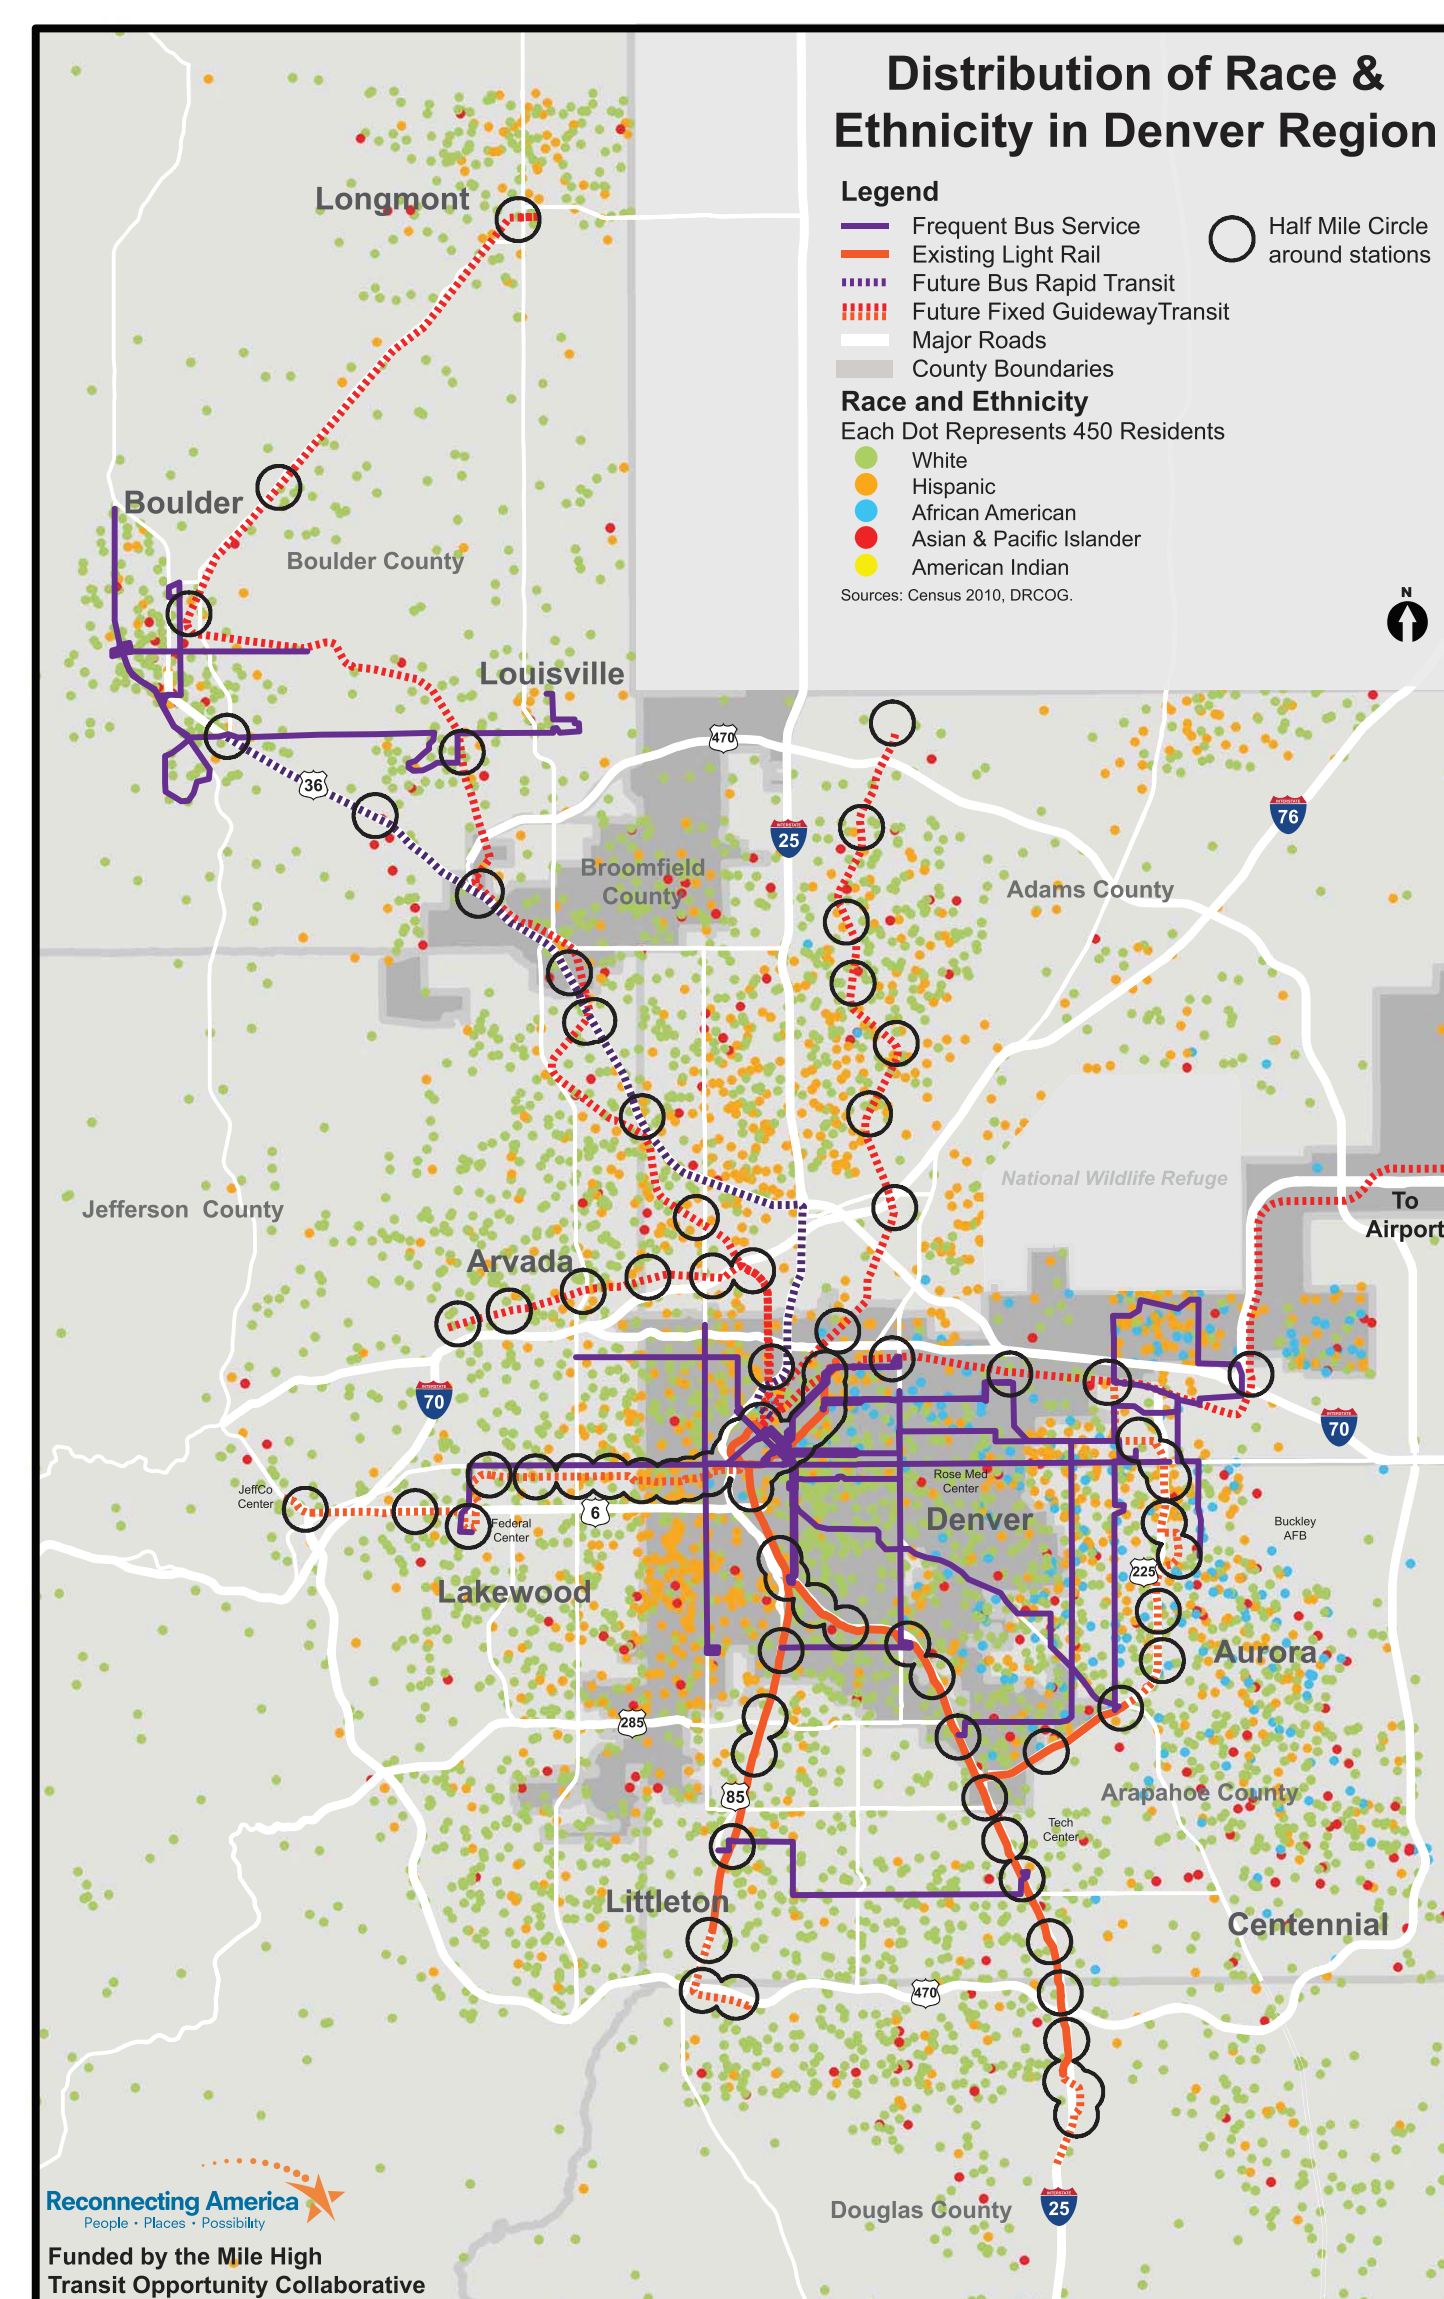 Distribution of Race &
Ethnicity in Denver Region
Legend
Frequent Bus Service
Existing Light Rail
Future Bus Rapid Transit
Future Fixed GuidewayTransit
Major Roads
County Boundaries
Half Mile Circle
around stations
Race and Ethnicity
Each Dot Represents 450 Residents
White
Hispanic
African American
Asian & Pacific Islander
American Indian
Sources: Census 2010, DRCOG.
N
Longmont
Boulder
Boulder County
Louisville
470
36
INTERSTATE
25
INTERSTATE
76
Broomfield
County
Adams County
National Wildlife Refuge
Jefferson County
To
Airport
Arvada
INTERSTATE
70
INTERSTATE
70
JeffCo
Center
Federal
Center
6
Rose Med
Center
Denver
Buckley
AFB
225
Lakewood
Aurora
285
85
Arapahoe County
Tech
Center
Littleton
Centennial
470
Douglas County
INTERSTATE
25
Reconnecting America
People • Places • Possibility
Funded by the Mile High
Transit Opportunity Collaborative